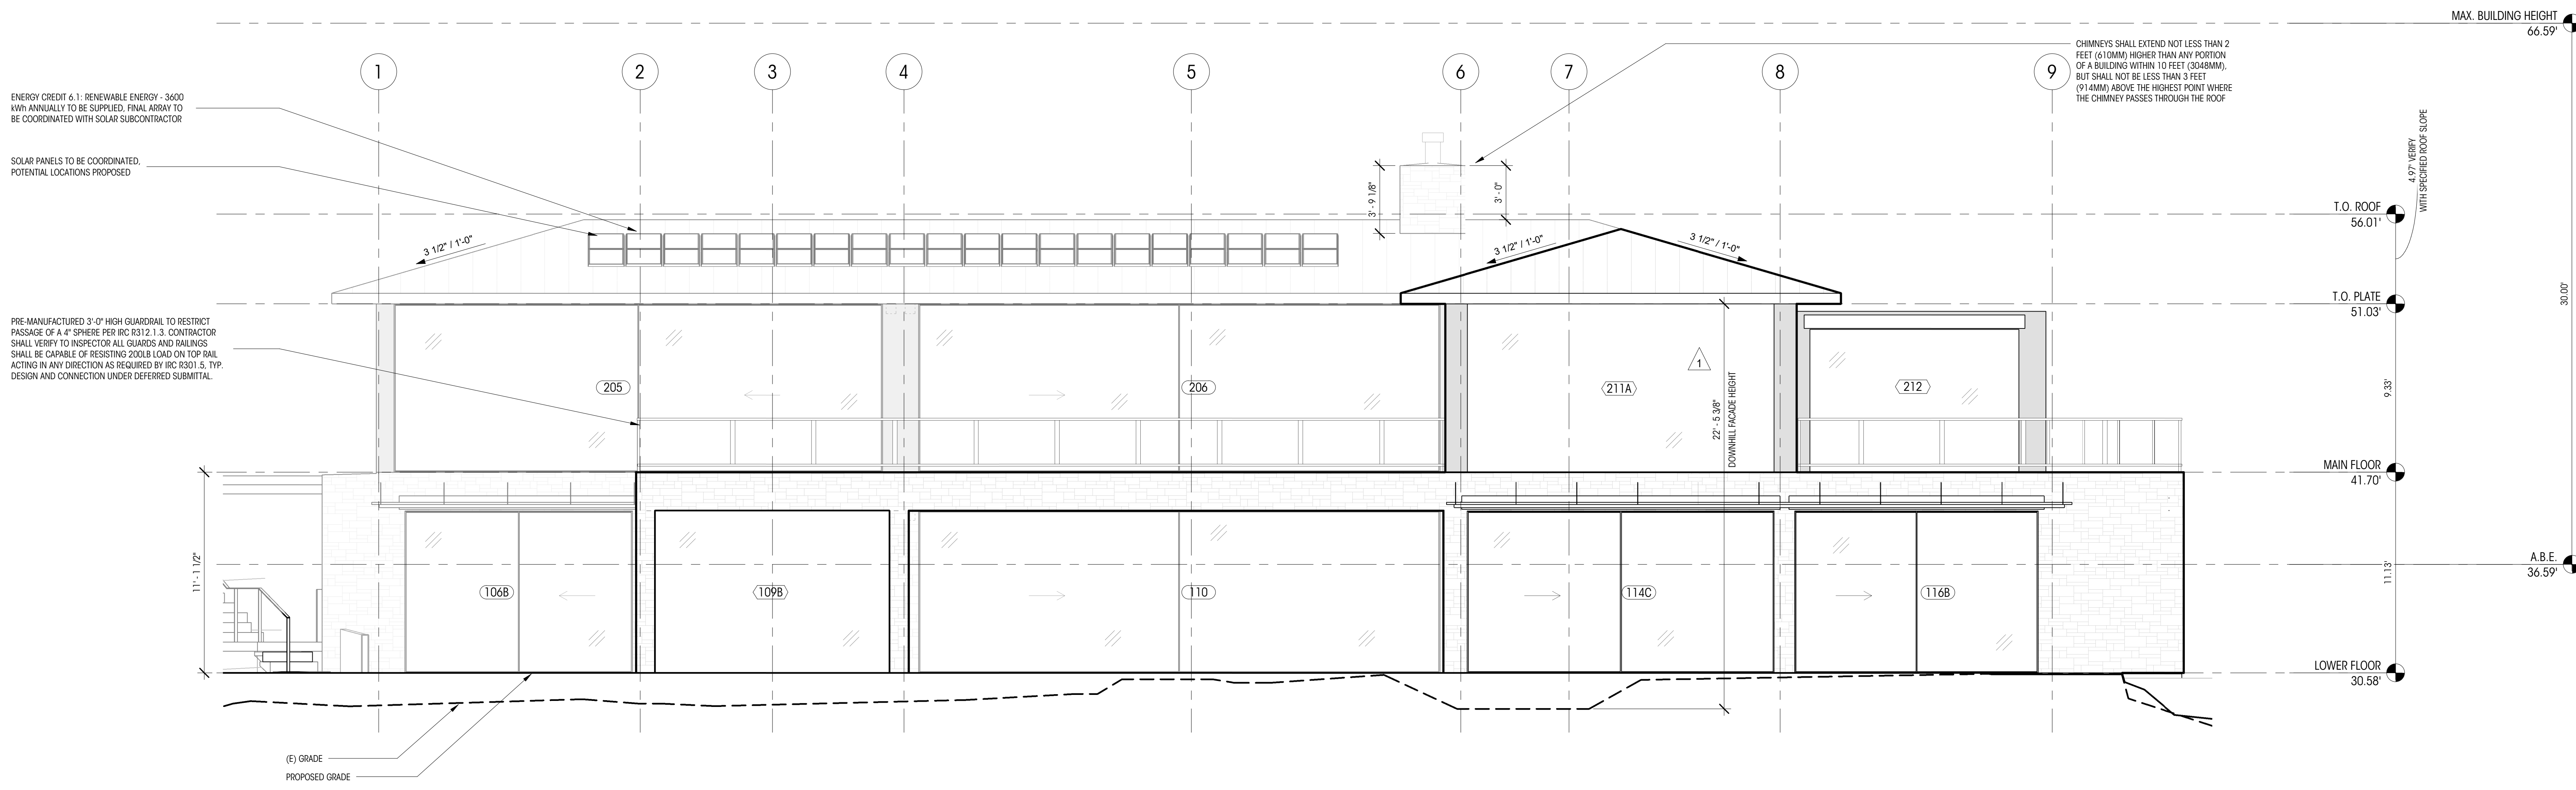 MAX. BUILDING HEIGHT
66.59'
CHIMNEYS SHALL EXTEND NOT LESS THAN 2
FEET (610MM) HIGHER THAN ANY PORTION
OF A BUILDING WITHIN 10 FEET (3048MM),
BUT SHALL NOT BE LESS THAN 3 FEET
(914MM) ABOVE THE HIGHEST POINT WHERE
THE CHIMNEY PASSES THROUGH THE ROOF
1
2
3
4
5
6
7
8
9
ENERGY CREDIT 6.1: RENEWABLE ENERGY - 3600
kWh ANNUALLY TO BE SUPPLIED, FINAL ARRAY TO
BE COORDINATED WITH SOLAR SUBCONTRACTOR
SOLAR PANELS TO BE COORDINATED,
POTENTIAL LOCATIONS PROPOSED
4.97' VERIFY
WITH SPECIFIED ROOF SLOPE
3' - 9 1/8"
3' - 0"
T.O. ROOF
56.01'
3 1/2" / 1'-0"
3 1/2" / 1'-0"
3 1/2" / 1'-0"
T.O. PLATE
51.03'
30.00'
PRE-MANUFACTURED 3'-0" HIGH GUARDRAIL TO RESTRICT
PASSAGE OF A 4" SPHERE PER IRC R312.1.3. CONTRACTOR
SHALL VERIFY TO INSPECTOR ALL GUARDS AND RAILINGS
SHALL BE CAPABLE OF RESISTING 200LB LOAD ON TOP RAIL
ACTING IN ANY DIRECTION AS REQUIRED BY IRC R301.5, TYP.
DESIGN AND CONNECTION UNDER DEFERRED SUBMITTAL.
1
205
206
211A
212
9.33'
22' - 5 3/8"
DOWNHILL FACADE HEIGHT
MAIN FLOOR
41.70'
11' - 1 1/2"
A.B.E.
36.59'
11.13'
106B
109B
110
114C
116B
LOWER FLOOR
30.58'
(E) GRADE
PROPOSED GRADE